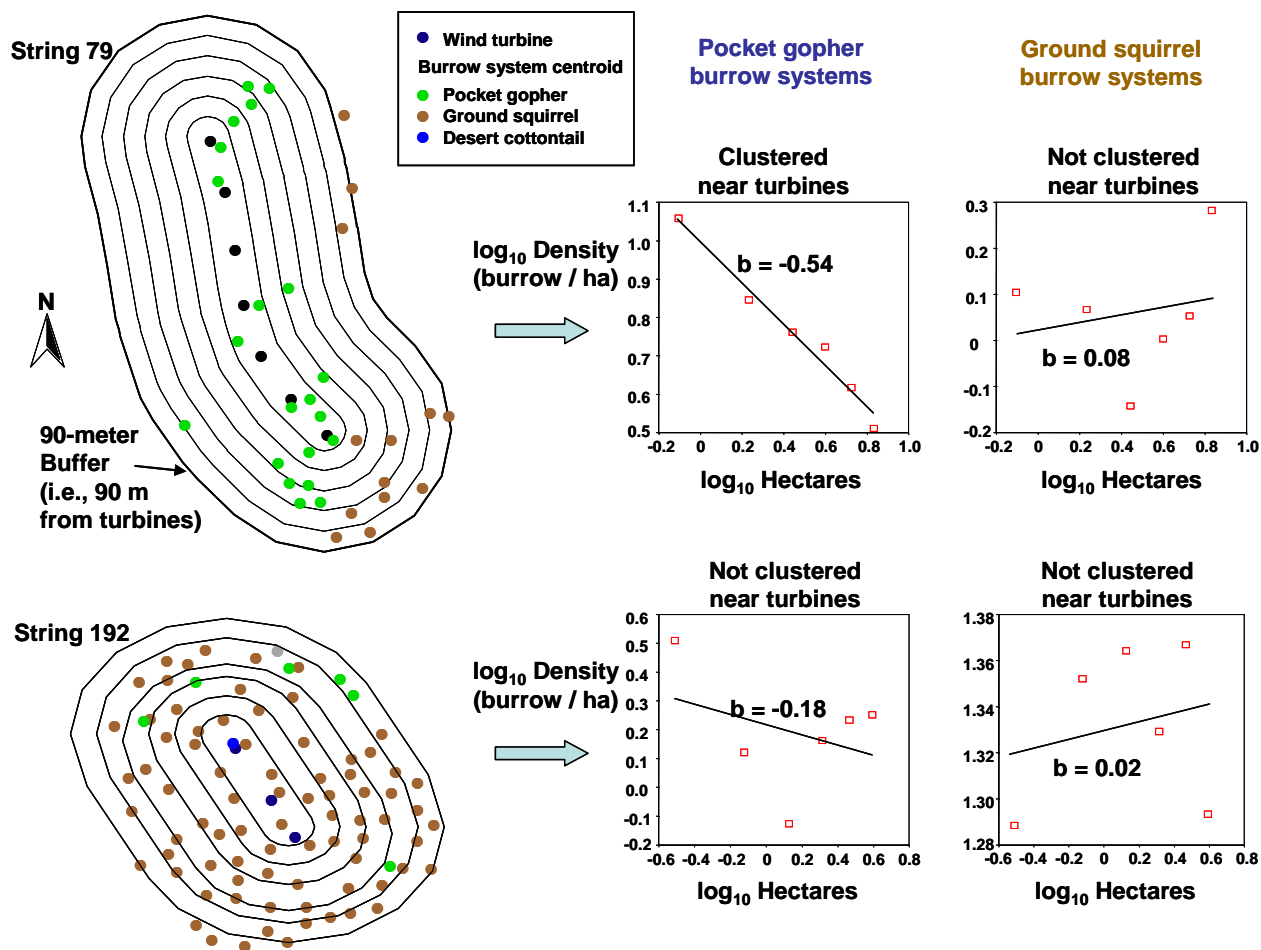 String 79
Wind turbine
Burrow system centroid
Pocket gopher
Ground squirrel
Desert cottontail
N
90-meter
Buffer
(i.e., 90 m
from turbines)
Pocket gopher
burrow systems
Ground squirrel
burrow systems
log10 Density
(burrow / ha)
Clustered
near turbines
1.1
1.0
0.9
0.8
0.7
0.6
0.5
b = -0.54
-0.2 0 0.2 0.4 0.6 0.8 1.0
log10 Hectares
Not clustered
near turbines
0.3
0.2
0.1
0
-0.1
-0.2
b = 0.08
-0.2 0 0.2 0.4 0.6 0.8 1.0
log10 Hectares
String 192
log10 Density
(burrow / ha)
Not clustered
near turbines
0.6
0.5
0.4
0.3
0.2
0.1
0.0
-0.1
-0.2
b = -0.18
-0.6 -0.4 -0.2 0 0.2 0.4 0.6 0.8
log10 Hectares
Not clustered
near turbines
1.38
1.36
1.34
1.32
1.30
1.28
b = 0.02
-0.6 -0.4 -0.2 0 0.2 0.4 0.6 0.8
log10 Hectares